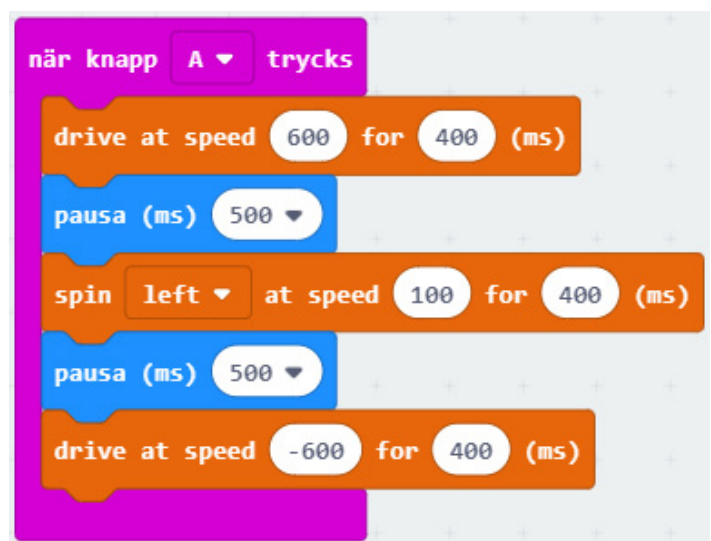 när knapp A trycks
drive at speed 600 for 400 (ms)
pausa (ms) 500
spin left at speed 100 for 400 (ms)
pausa (ms) 500
drive at speed -600 for 400 (ms)